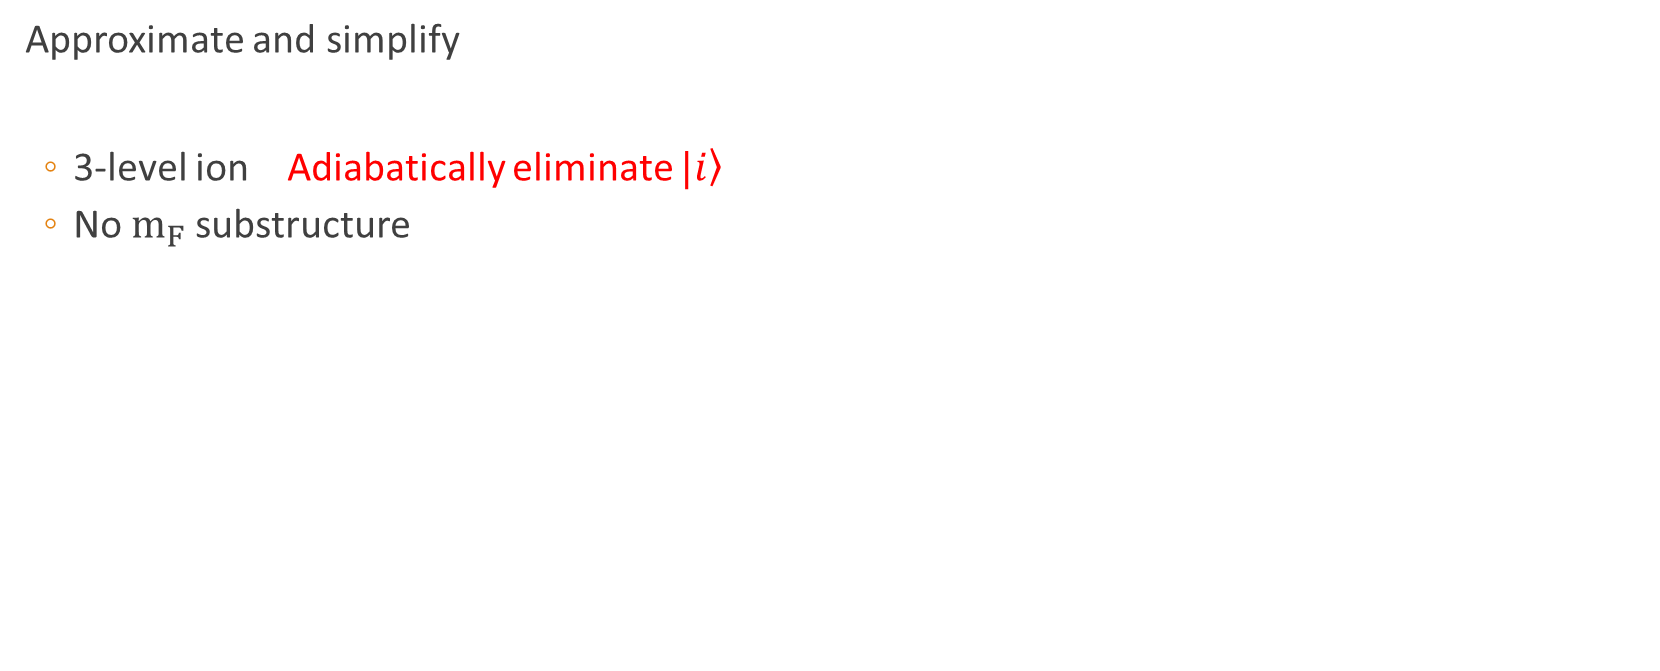 Approximate and simplify
◦ 3-level ion Adiabatically eliminate |i⟩
◦ No m_F substructure